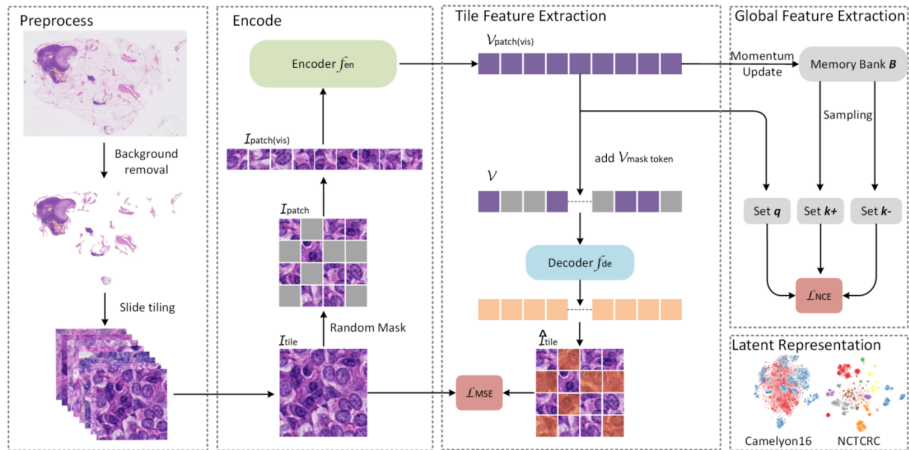 Preprocess
Background
removal
Slide tiling
Encode
Encoder fen
Ipatch(vis)
Ipatch
Random Mask
Itile
Tile Feature Extraction
Vpatch(vis)
add Vmask token
V
Decoder fde
Îtile
LMSE
Global Feature Extraction
Momentum
Update
Memory Bank B
Sampling
Set q
Set k+
Set k-
LNCE
Latent Representation
Camelyon16
NCTCRC